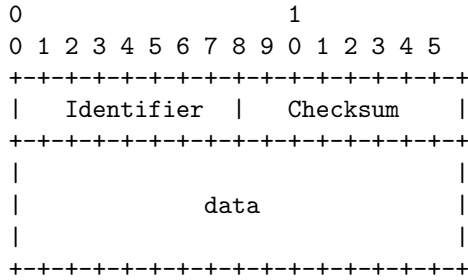 0                   1
0 1 2 3 4 5 6 7 8 9 0 1 2 3 4 5
+-+-+-+-+-+-+-+-+-+-+-+-+-+-+-+-+
|   Identifier  |   Checksum    |
+-+-+-+-+-+-+-+-+-+-+-+-+-+-+-+-+
|                               |
|             data              |
|                               |
+-+-+-+-+-+-+-+-+-+-+-+-+-+-+-+-+